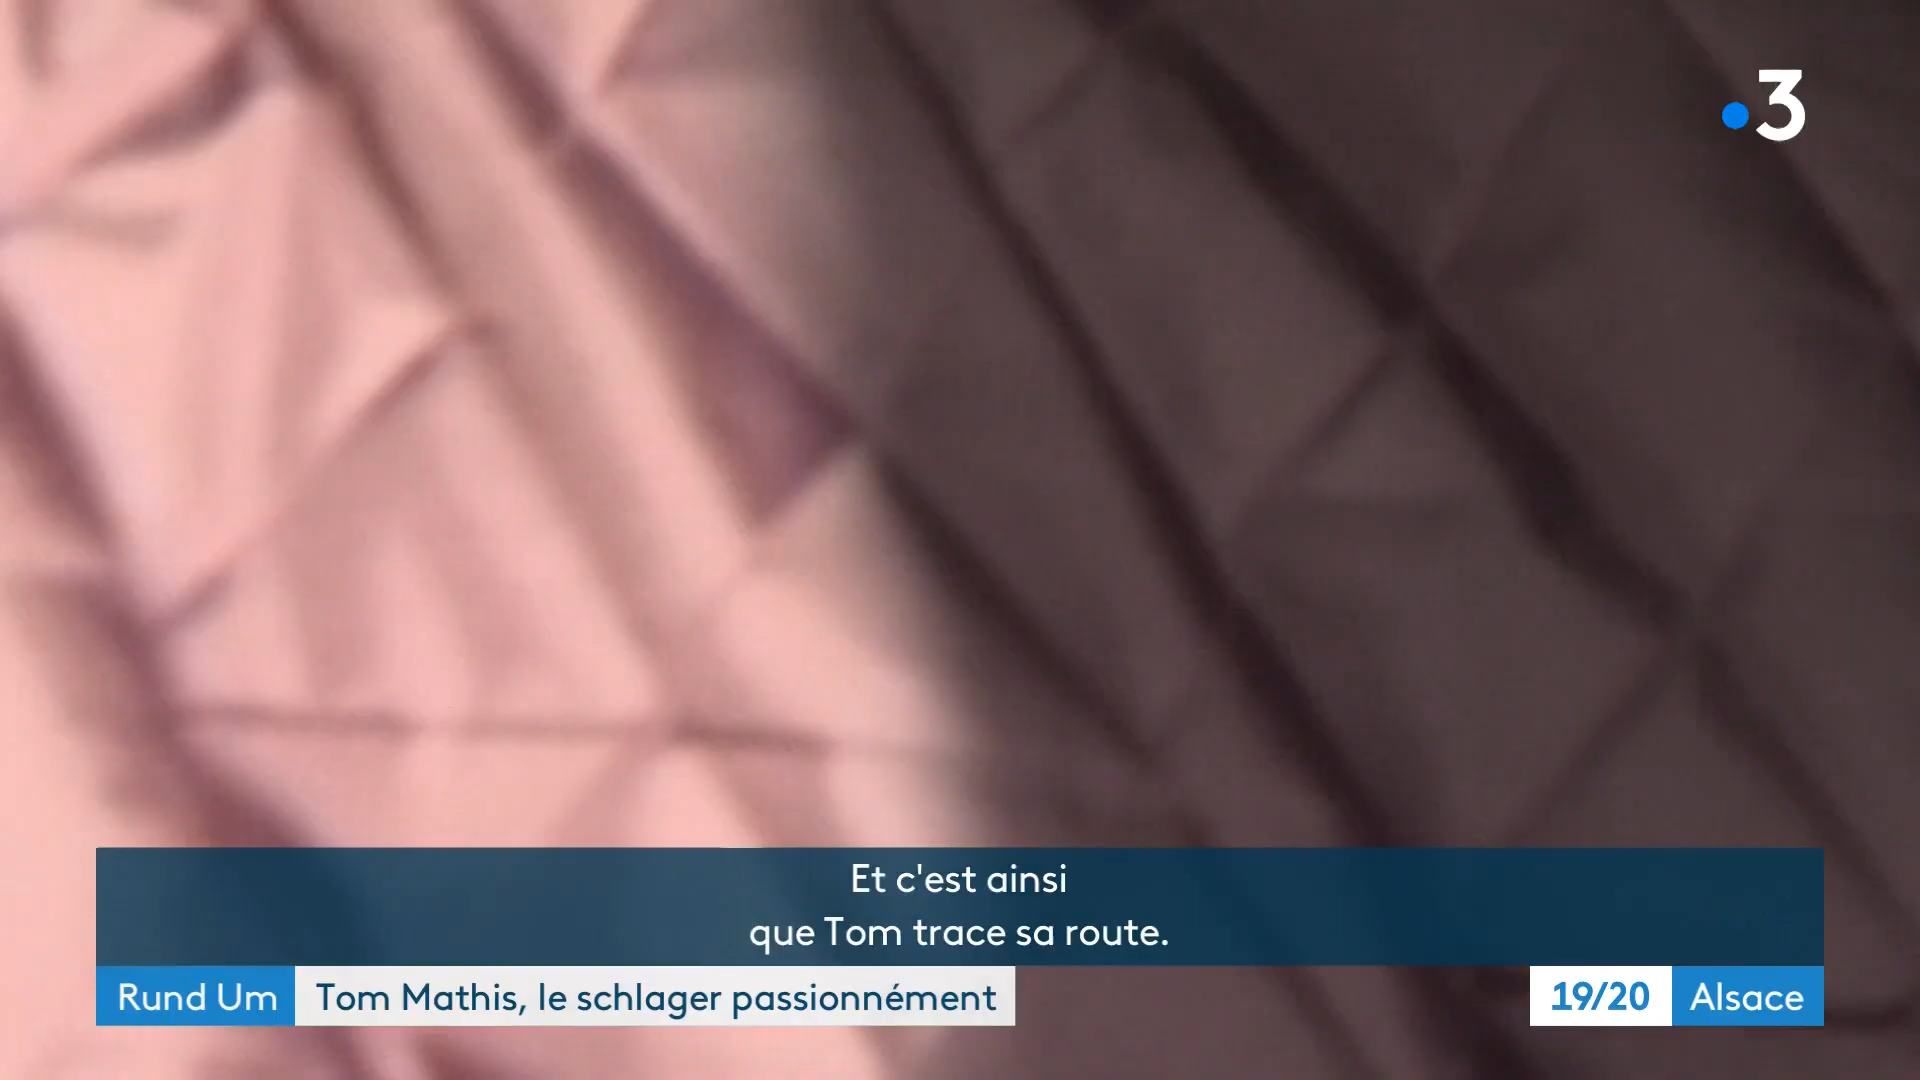 3
Et c'est ainsi
que Tom trace sa route.
Rund Um
Tom Mathis, le schlager passionnément
19/20
Alsace